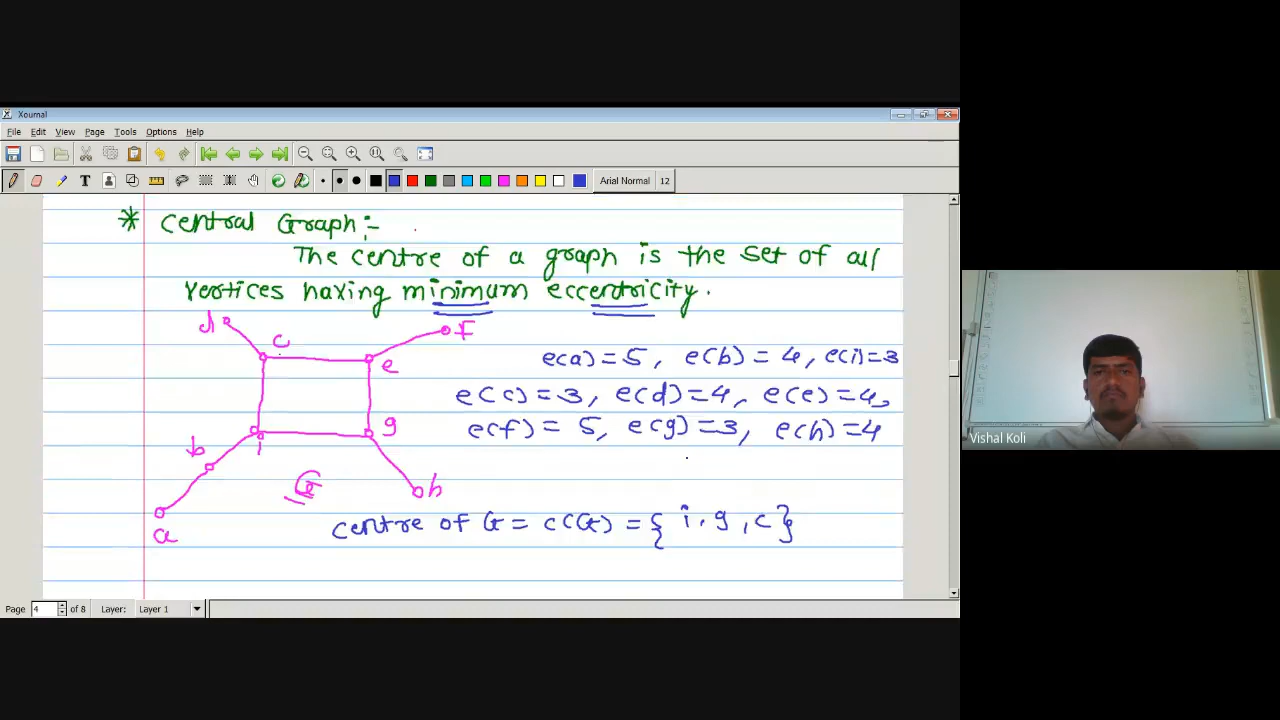 Xournal
File Edit View Page Tools Options Help
Arial Normal 12
* Central Graph:-
The centre of a graph is the set of all
vertices having minimum eccentricity.
d c f
e
e(a)=5, e(b)=4, e(i)=3
e(c)=3, e(d)=4, e(e)=4,
e(f)=5, e(g)=3, e(h)=4
g
b i
G h
a
centre of G = C(G) = { i, g, c }
Vishal Koli
Page 4 of 8 Layer: Layer 1